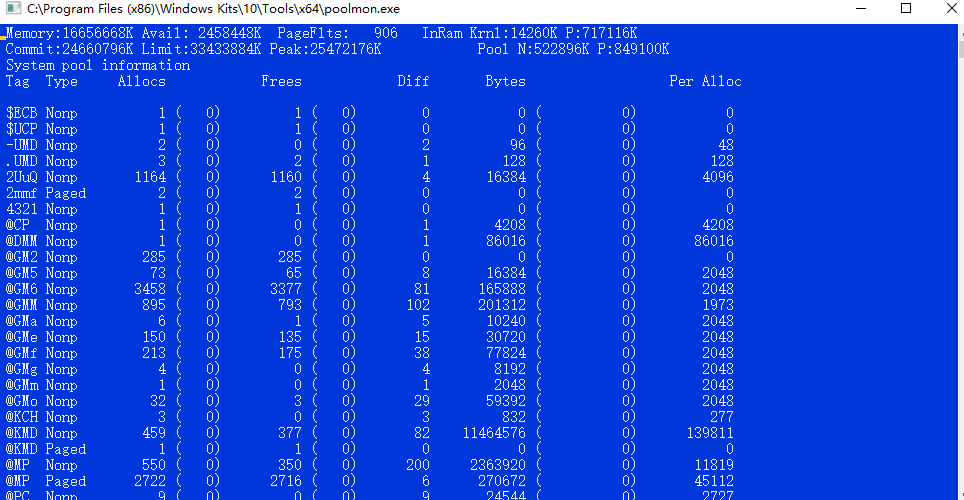 C:\Program Files (x86)\Windows Kits\10\Tools\x64\poolmon.exe
Memory:16656668K Avail: 2458448K PageFlts: 906 InRam Krnl:14260K P:717116K
Commit:24660796K Limit:33433884K Peak:25472176K Pool N:522896K P:849100K
System pool information
Tag Type Allocs Frees Diff Bytes Per Alloc
$ECB Nonp 1 ( 0) 1 ( 0) 0 0 ( 0) 0
$UCP Nonp 1 ( 0) 1 ( 0) 0 0 ( 0) 0
-UMD Nonp 2 ( 0) 0 ( 0) 2 96 ( 0) 48
.UMD Nonp 3 ( 0) 2 ( 0) 1 128 ( 0) 128
2UuQ Nonp 1164 ( 0) 1160 ( 0) 4 16384 ( 0) 4096
2mmf Paged 2 ( 0) 2 ( 0) 0 0 ( 0) 0
4321 Nonp 1 ( 0) 1 ( 0) 0 0 ( 0) 0
@CP Nonp 1 ( 0) 0 ( 0) 1 4208 ( 0) 4208
@DMM Nonp 1 ( 0) 0 ( 0) 1 86016 ( 0) 86016
@GM2 Nonp 285 ( 0) 285 ( 0) 0 0 ( 0) 0
@GM5 Nonp 73 ( 0) 65 ( 0) 8 16384 ( 0) 2048
@GM6 Nonp 3458 ( 0) 3377 ( 0) 81 165888 ( 0) 2048
@GMM Nonp 895 ( 0) 793 ( 0) 102 201312 ( 0) 1973
@GMa Nonp 6 ( 0) 1 ( 0) 5 10240 ( 0) 2048
@GMe Nonp 150 ( 0) 135 ( 0) 15 30720 ( 0) 2048
@GMf Nonp 213 ( 0) 175 ( 0) 38 77824 ( 0) 2048
@GMg Nonp 4 ( 0) 0 ( 0) 4 8192 ( 0) 2048
@GMm Nonp 1 ( 0) 0 ( 0) 1 2048 ( 0) 2048
@GMo Nonp 32 ( 0) 3 ( 0) 29 59392 ( 0) 2048
@KCH Nonp 3 ( 0) 0 ( 0) 3 832 ( 0) 277
@KMD Nonp 459 ( 0) 377 ( 0) 82 11464576 ( 0) 139811
@KMD Paged 1 ( 0) 1 ( 0) 0 0 ( 0) 0
@MP Nonp 550 ( 0) 350 ( 0) 200 2363920 ( 0) 11819
@MP Paged 2722 ( 0) 2716 ( 0) 6 270672 ( 0) 45112
@PC Nonp 9 ( 0) 0 ( 0) 9 24544 ( 0) 2727